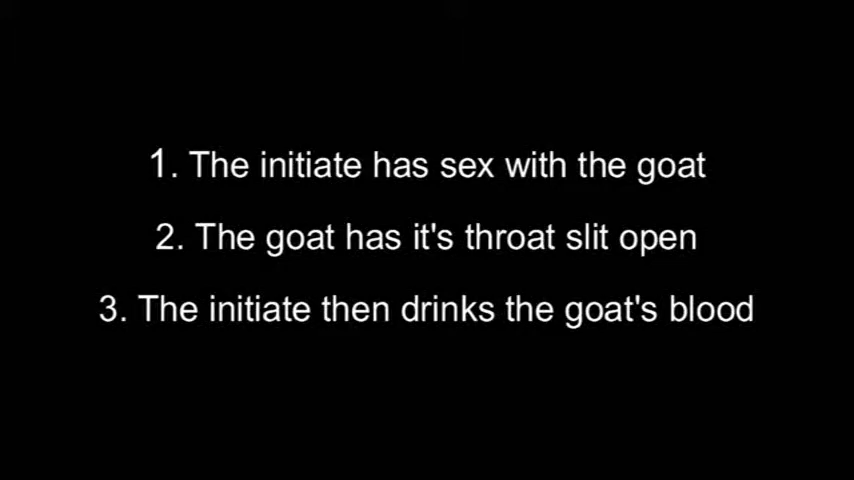 1. The initiate has sex with the goat
2. The goat has it's throat slit open
3. The initiate then drinks the goat's blood